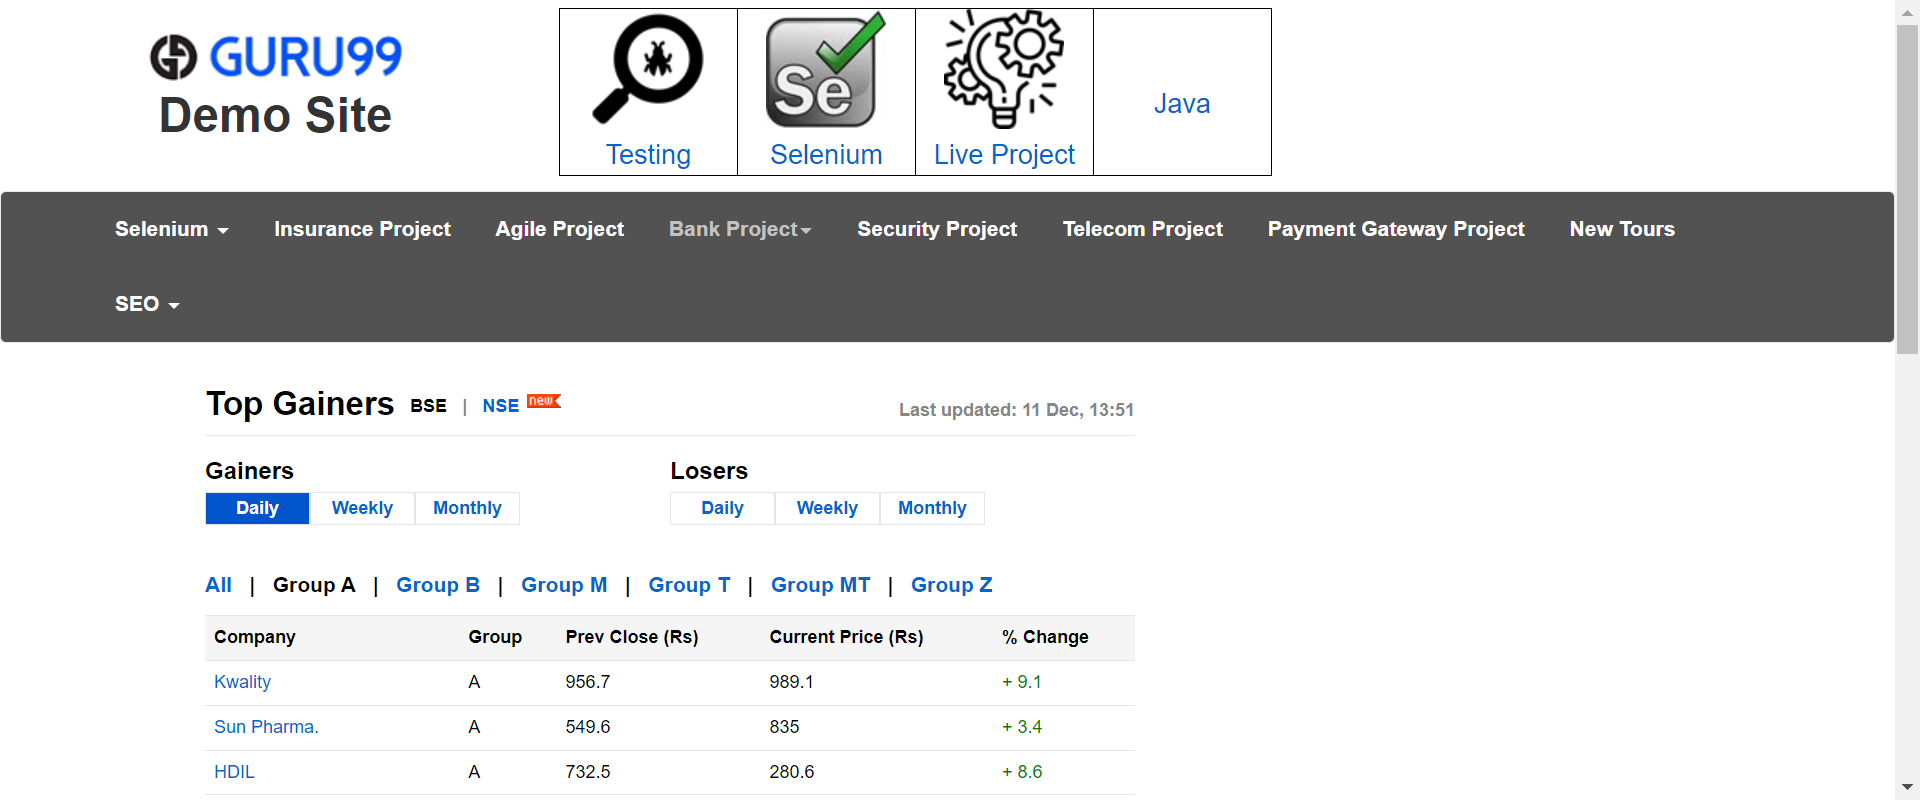 GURU99
Demo Site
Se
Testing Selenium Live Project Java
Selenium Insurance Project Agile Project Bank Project Security Project Telecom Project Payment Gateway Project New Tours
SEO
Top Gainers BSE | NSE new Last updated: 11 Dec, 13:51
Gainers Losers
Daily Weekly Monthly Daily Weekly Monthly
All | Group A | Group B | Group M | Group T | Group MT | Group Z
Company Group Prev Close (Rs) Current Price (Rs) % Change
Kwality A 956.7 989.1 + 9.1
Sun Pharma. A 549.6 835 + 3.4
HDIL A 732.5 280.6 + 8.6